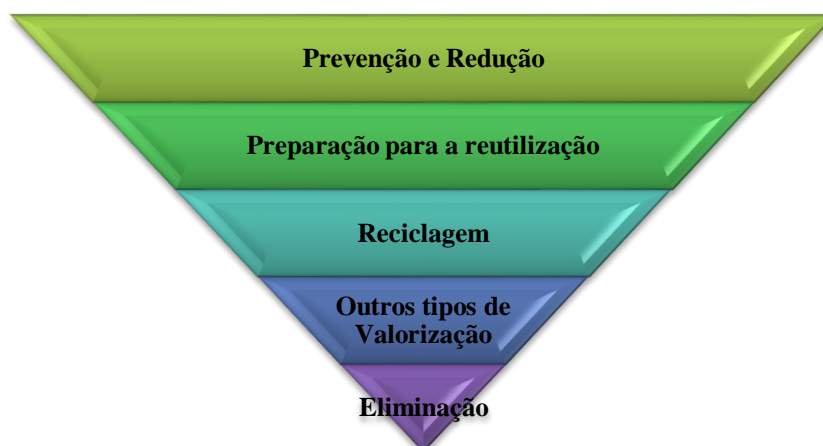 Prevenção e Redução
Preparação para a reutilização
Reciclagem
Outros tipos de
Valorização
Eliminação